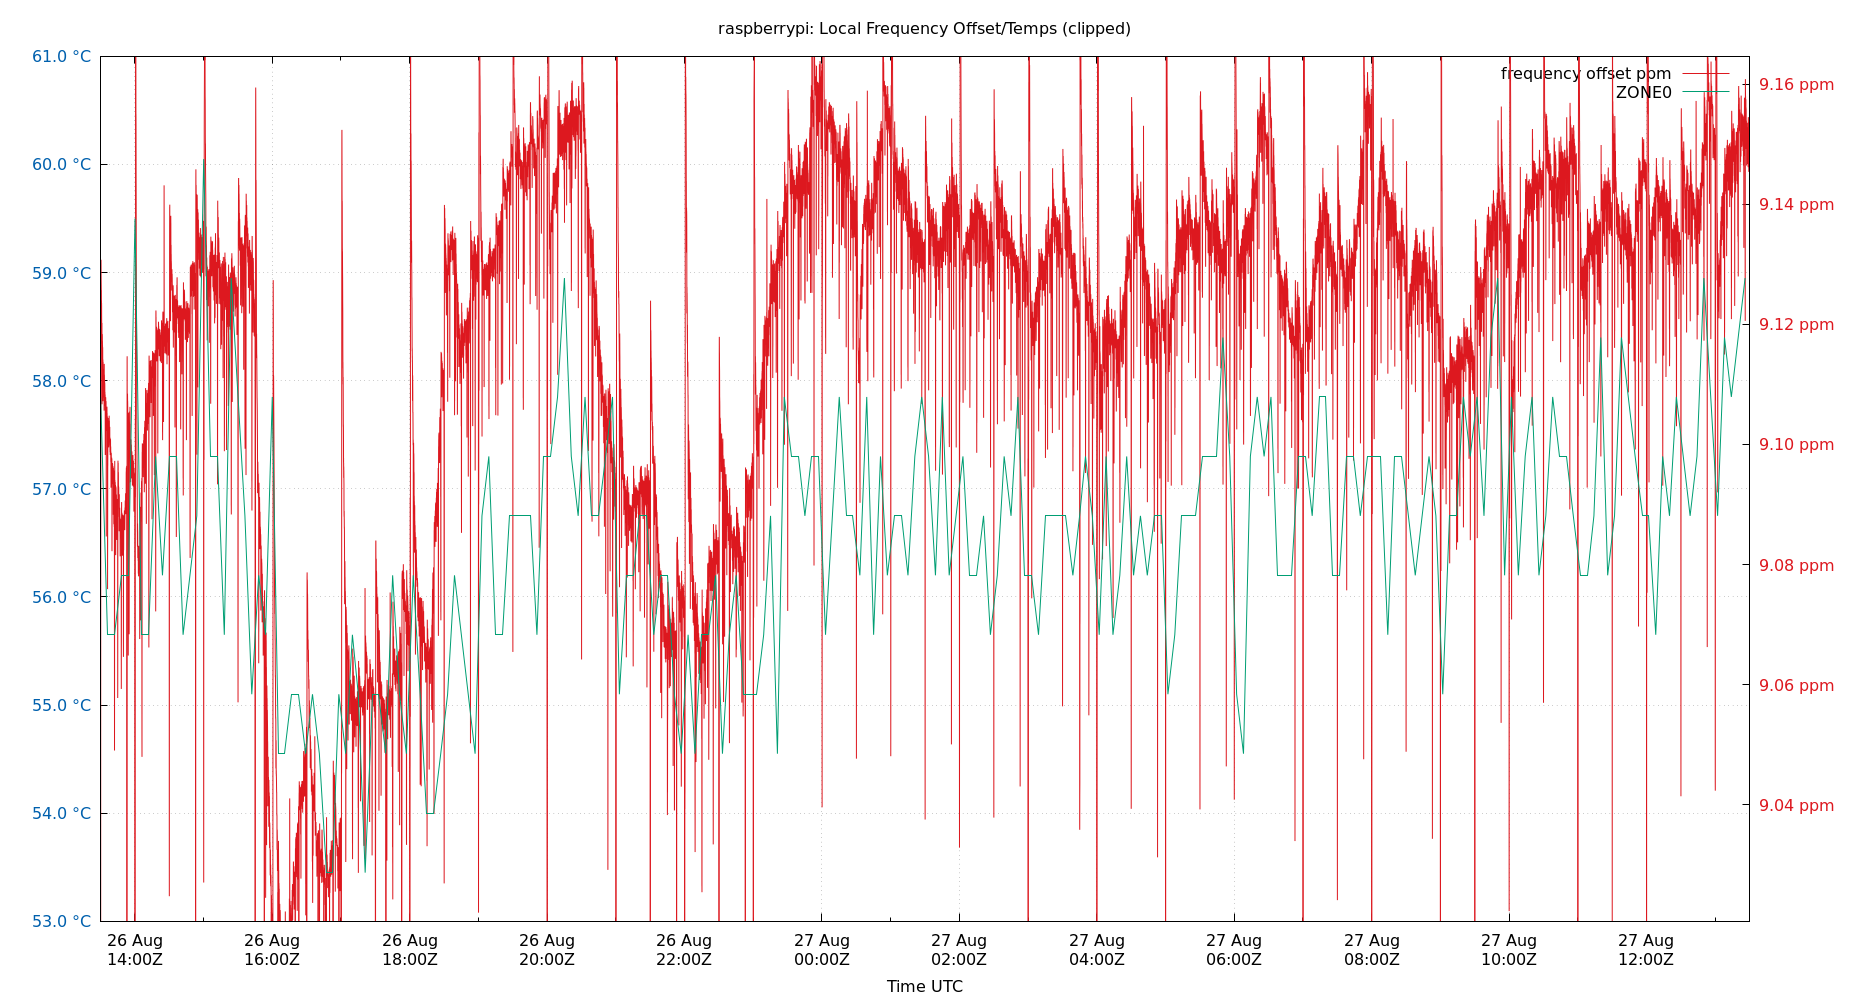 raspberrypi: Local Frequency Offset/Temps (clipped)
61.0 °C
60.0 °C
59.0 °C
58.0 °C
57.0 °C
56.0 °C
55.0 °C
54.0 °C
53.0 °C
frequency offset ppm
ZONE0
9.16 ppm
9.14 ppm
9.12 ppm
9.10 ppm
9.08 ppm
9.06 ppm
9.04 ppm
26 Aug 26 Aug 26 Aug 26 Aug 26 Aug 27 Aug 27 Aug 27 Aug 27 Aug 27 Aug 27 Aug 27 Aug
14:00Z 16:00Z 18:00Z 20:00Z 22:00Z 00:00Z 02:00Z 04:00Z 06:00Z 08:00Z 10:00Z 12:00Z
Time UTC